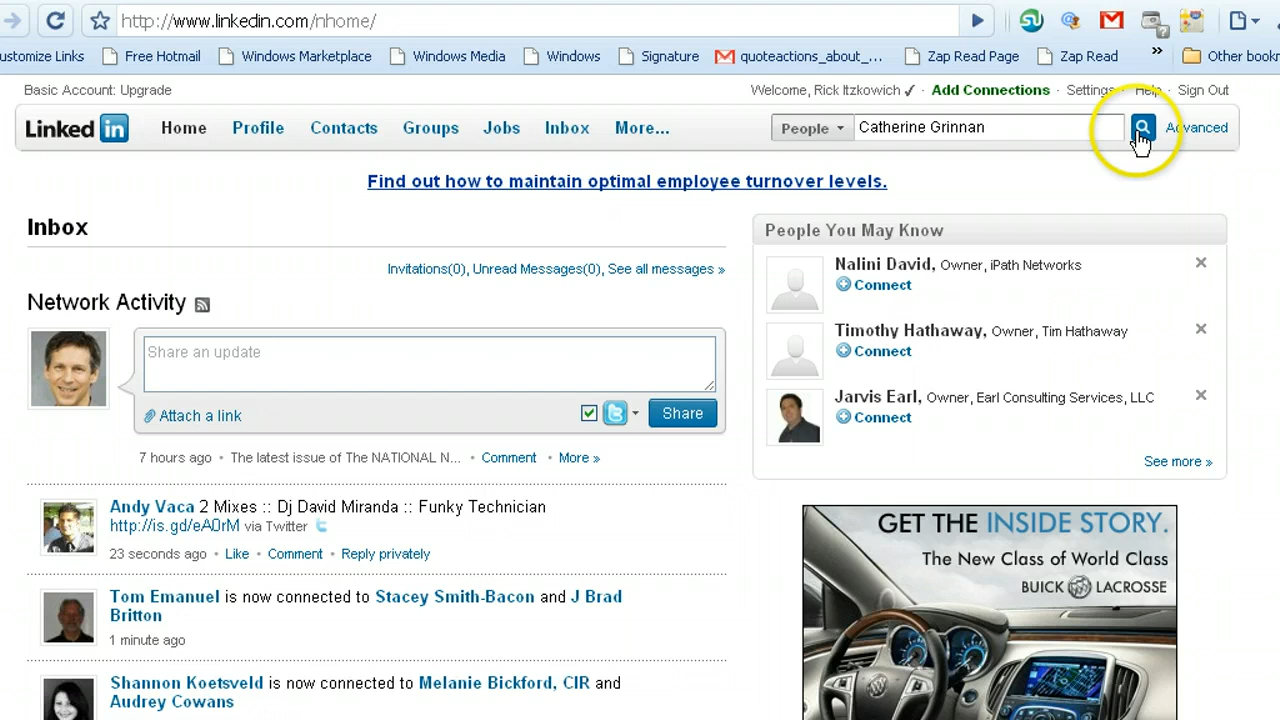 http://www.linkedin.com/nhome/
ustomize Links Free Hotmail Windows Marketplace Windows Media Windows Signature quoteactions_about_... Zap Read Page Zap Read » Other bookr
Basic Account: Upgrade Welcome, Rick Itzkowich · Add Connections · Settings · Help · Sign Out
Linked in Home Profile Contacts Groups Jobs Inbox More... People Catherine Grinnan Advanced
Find out how to maintain optimal employee turnover levels.
Inbox
Invitations(0), Unread Messages(0), See all messages »
Network Activity
Share an update
Attach a link Share
7 hours ago · The latest issue of The NATIONAL N... · Comment · More »
Andy Vaca 2 Mixes :: Dj David Miranda :: Funky Technician
http://is.gd/eA0rM via Twitter
23 seconds ago · Like · Comment · Reply privately
Tom Emanuel is now connected to Stacey Smith-Bacon and J Brad
Britton
1 minute ago
Shannon Koetsveld is now connected to Melanie Bickford, CIR and
Audrey Cowans
People You May Know
Nalini David, Owner, iPath Networks
Connect
Timothy Hathaway, Owner, Tim Hathaway
Connect
Jarvis Earl, Owner, Earl Consulting Services, LLC
Connect
See more »
GET THE INSIDE STORY.
The New Class of World Class
BUICK LACROSSE